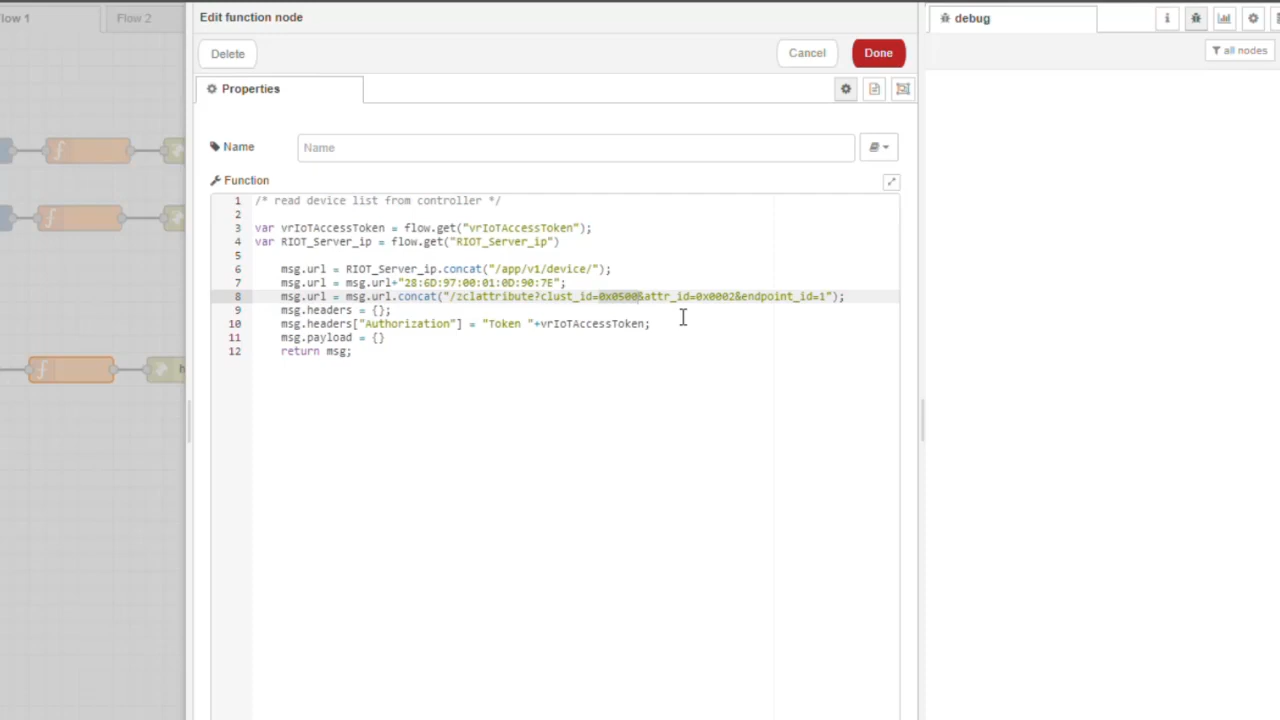 low 1
Flow 2
Edit function node
debug
all nodes
Delete
Cancel
Done
Properties
Name
Name
Function
1 /* read device list from controller */
2
3 var vrIoTAccessToken = flow.get("vrIoTAccessToken");
4 var RIOT_Server_ip = flow.get("RIOT_Server_ip")
5
6 msg.url = RIOT_Server_ip.concat("/app/v1/device/");
7 msg.url = msg.url+"28:6D:97:00:01:0D:90:7E";
8 msg.url = msg.url.concat("/zclattribute?clust_id=0x0500&attr_id=0x0002&endpoint_id=1");
9 msg.headers = {};
10 msg.headers["Authorization"] = "Token "+vrIoTAccessToken;
11 msg.payload = {}
12 return msg;
h